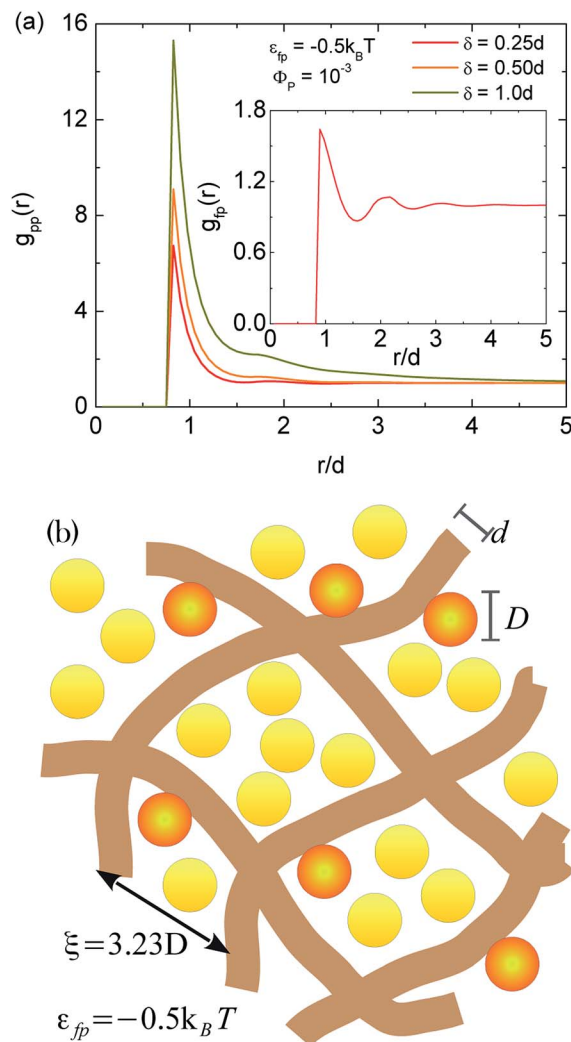 (a)
16
12
8
4
0
g_pp(r)
ε_fp = -0.5k_BT
Φ_P = 10^-3
δ = 0.25d
δ = 0.50d
δ = 1.0d
1.8
1.2
0.6
0.0
g_fp(r)
0 1 2 3 4 5
r/d
0 1 2 3 4 5
r/d
(b)
d
D
ξ=3.23D
ε_fp=−0.5k_BT